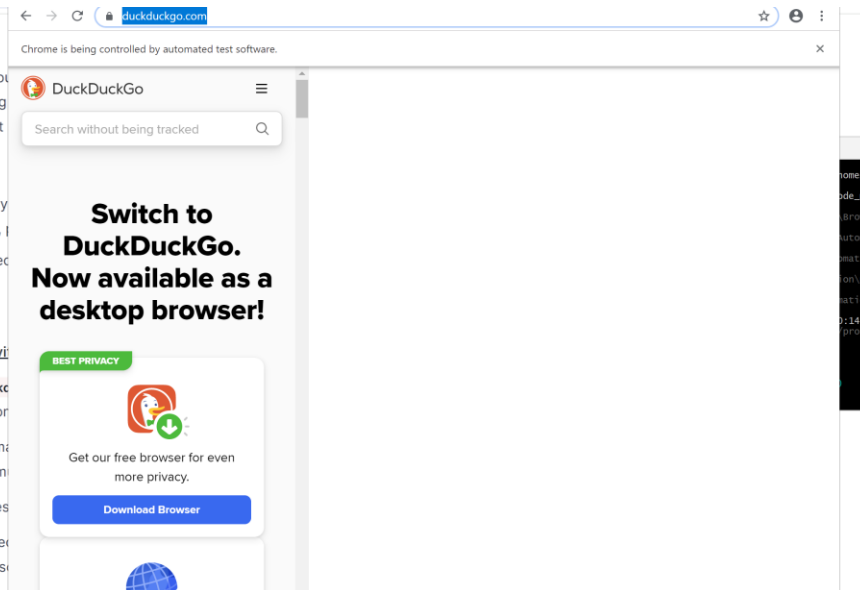 duckduckgo.com
Chrome is being controlled by automated test software.
DuckDuckGo
Search without being tracked
Switch to
DuckDuckGo.
Now available as a
desktop browser!
BEST PRIVACY
Get our free browser for even
more privacy.
Download Browser